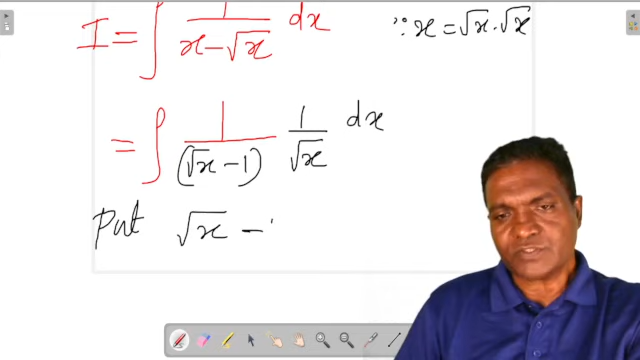 I = ∫ 1/(x − √x) dx    ∵ x = √x · √x
= ∫ 1/(√x − 1) 1/√x dx
Put √x −